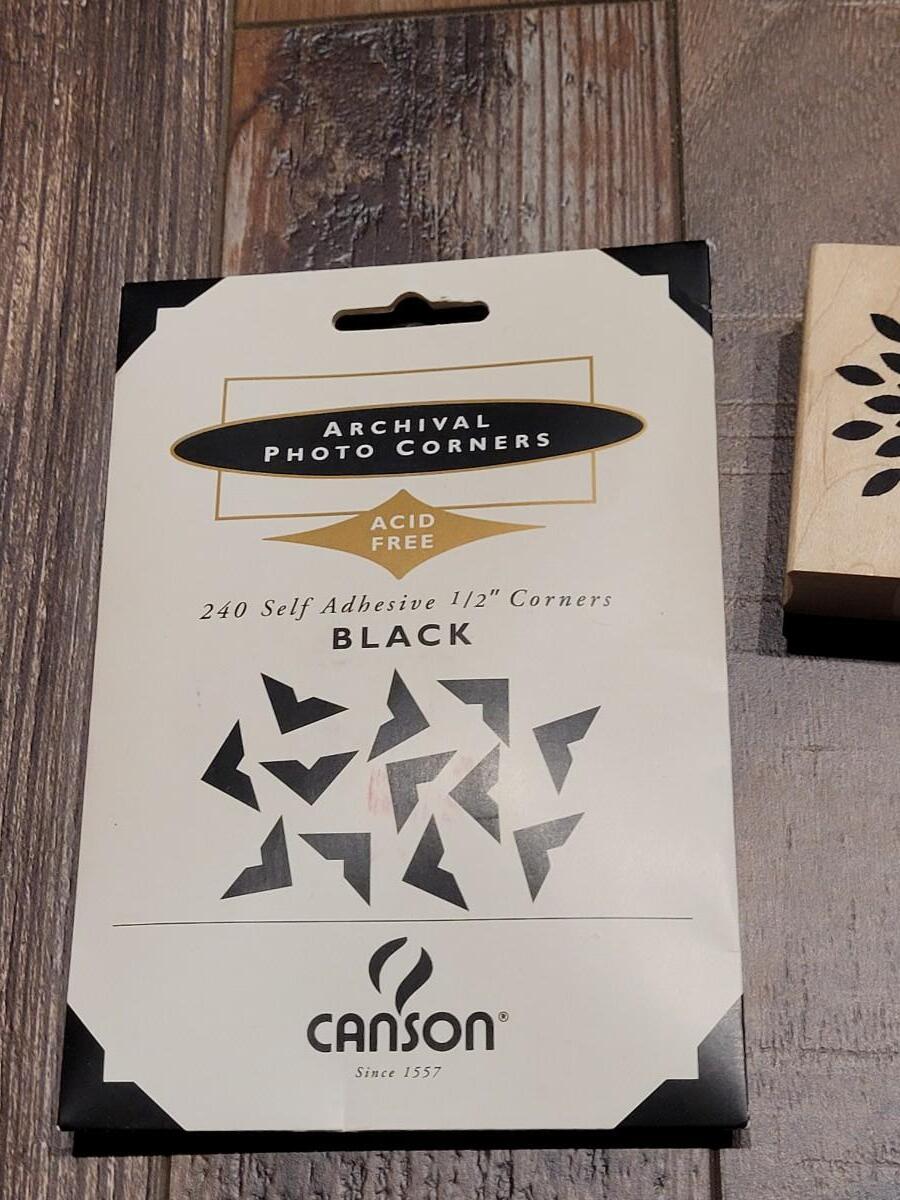 ARCHIVAL
PHOTO CORNERS
ACID
FREE
240 Self Adhesive 1/2" Corners
BLACK
CANSON®
Since 1557